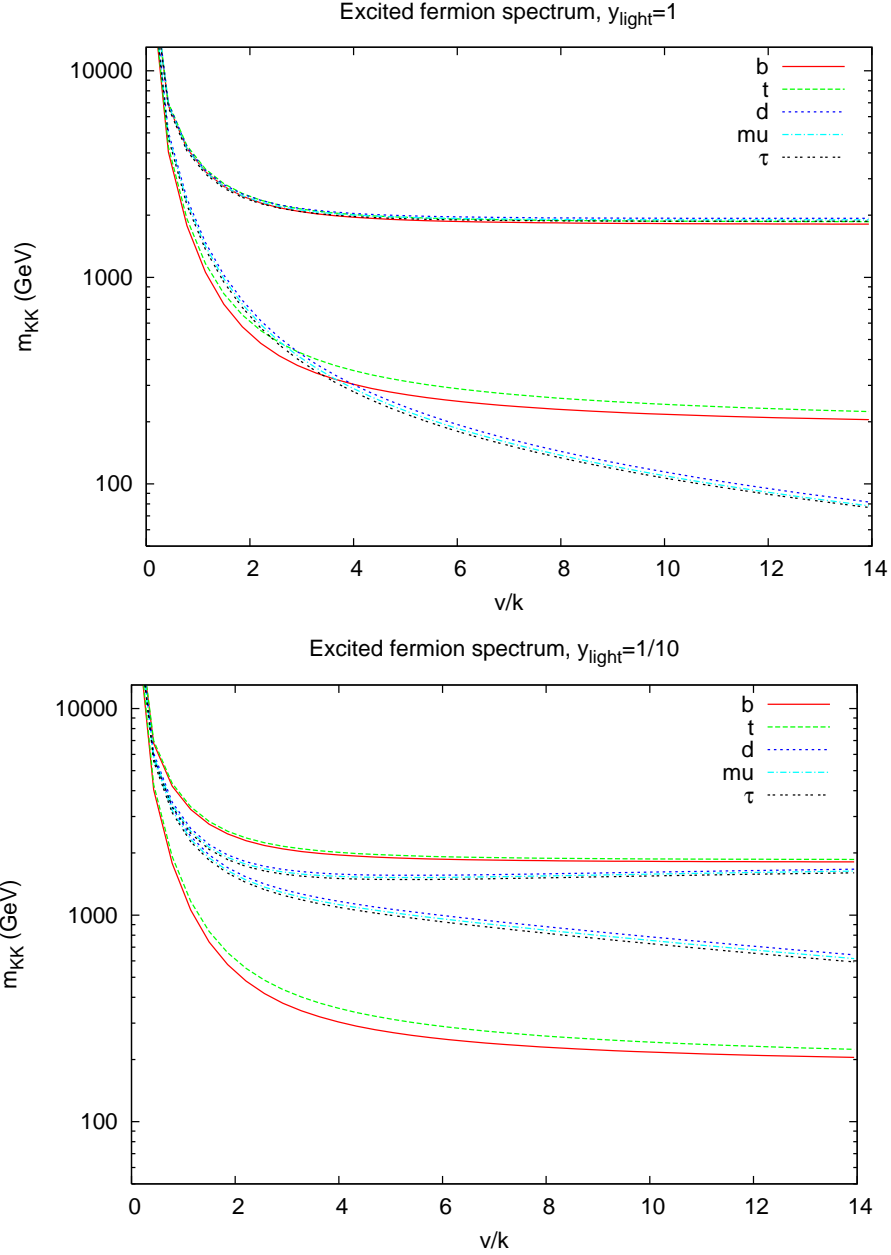 Excited fermion spectrum, y_light=1
10000
1000
100
m_KK (GeV)
b
t
d
mu
τ
0 2 4 6 8 10 12 14
v/k
Excited fermion spectrum, y_light=1/10
10000
1000
100
m_KK (GeV)
b
t
d
mu
τ
0 2 4 6 8 10 12 14
v/k